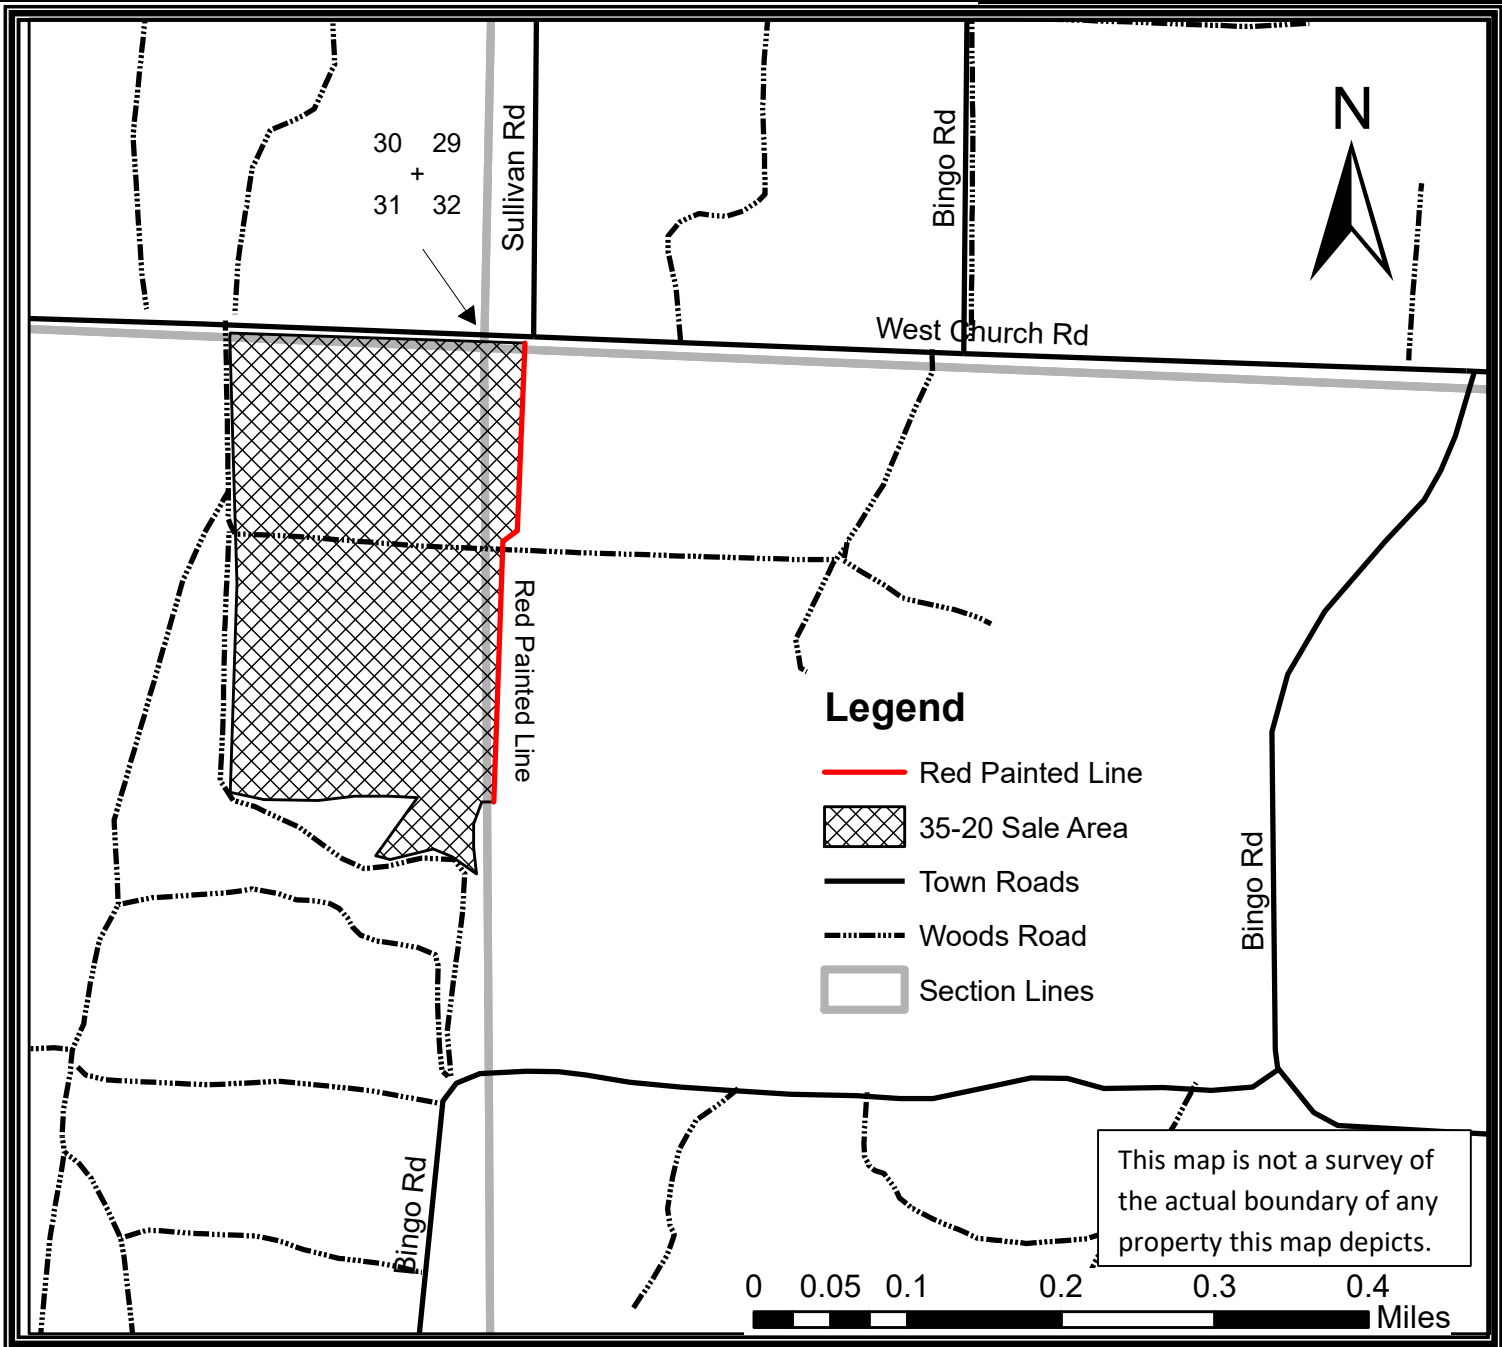 N
30 29
+
31 32
Sullivan Rd
Bingo Rd
West Church Rd
Red Painted Line
Legend
Red Painted Line
35-20 Sale Area
Town Roads
Woods Road
Section Lines
Bingo Rd
Bingo Rd
This map is not a survey of
the actual boundary of any
property this map depicts.
0 0.05 0.1 0.2 0.3 0.4
Miles